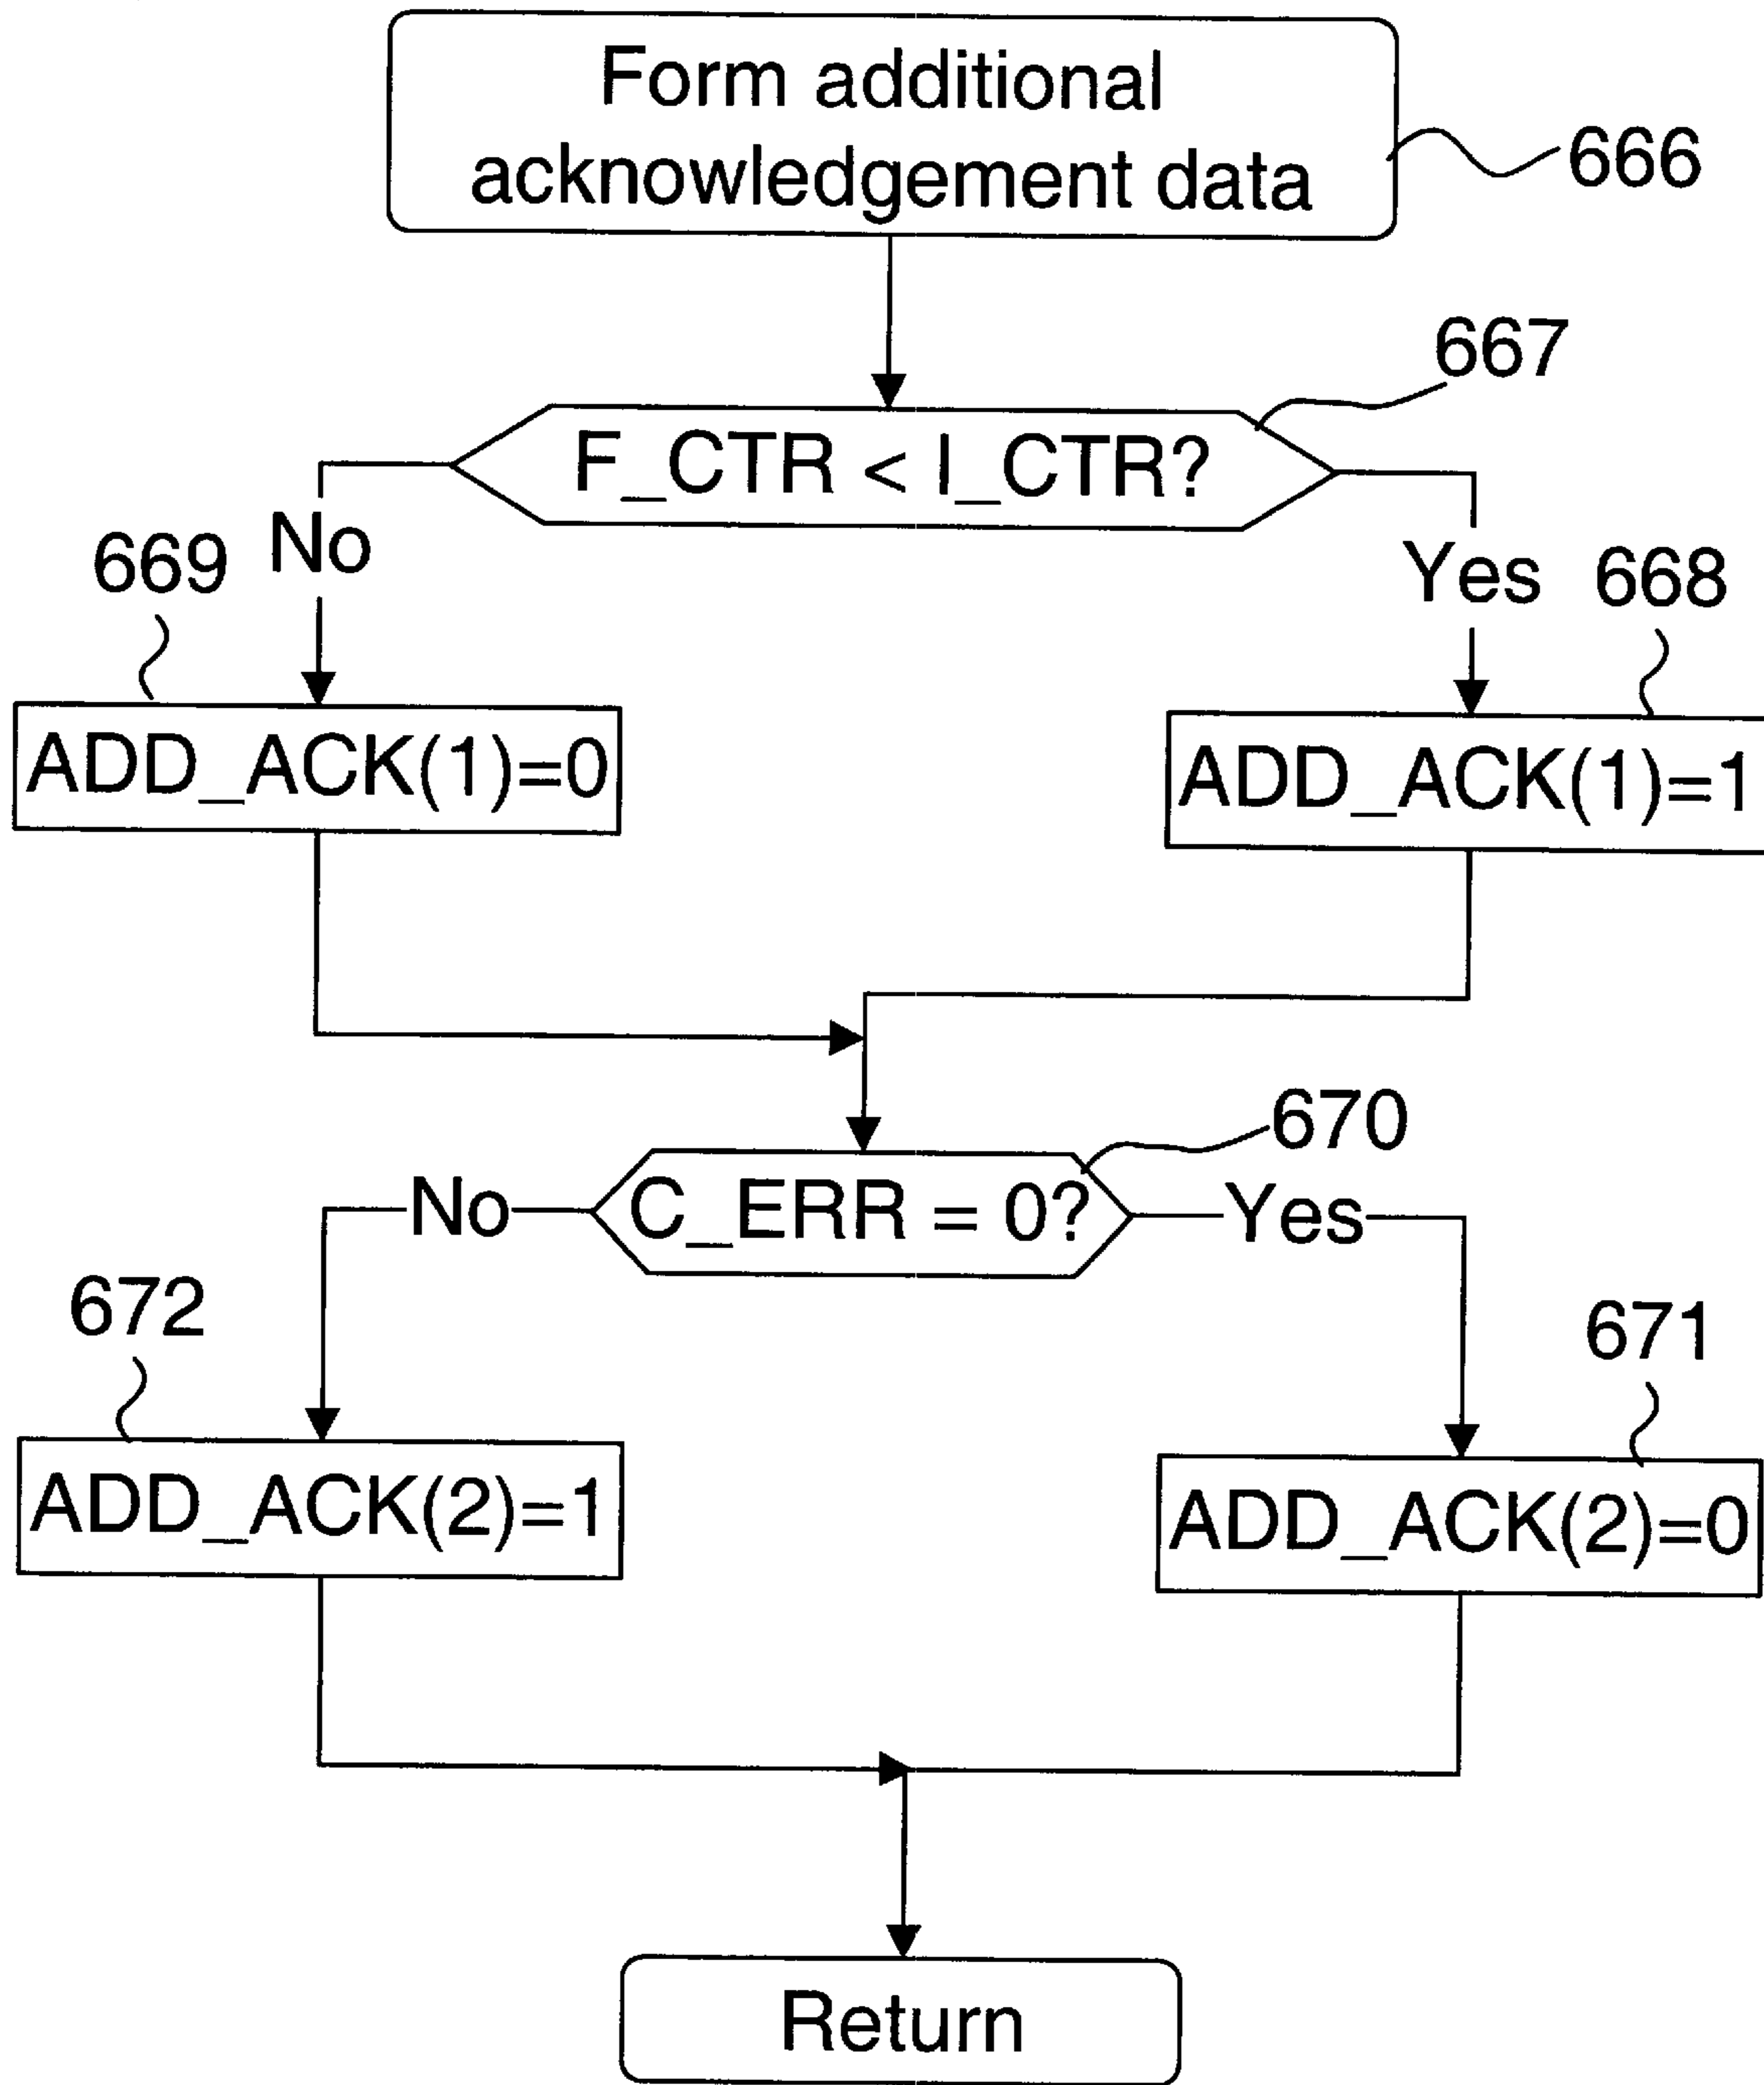 Form additional
acknowledgement data
666
667
F_CTR < I_CTR?
No
Yes
669
668
ADD_ACK(1)=0
ADD_ACK(1)=1
670
C_ERR = 0?
No
Yes
672
671
ADD_ACK(2)=1
ADD_ACK(2)=0
Return